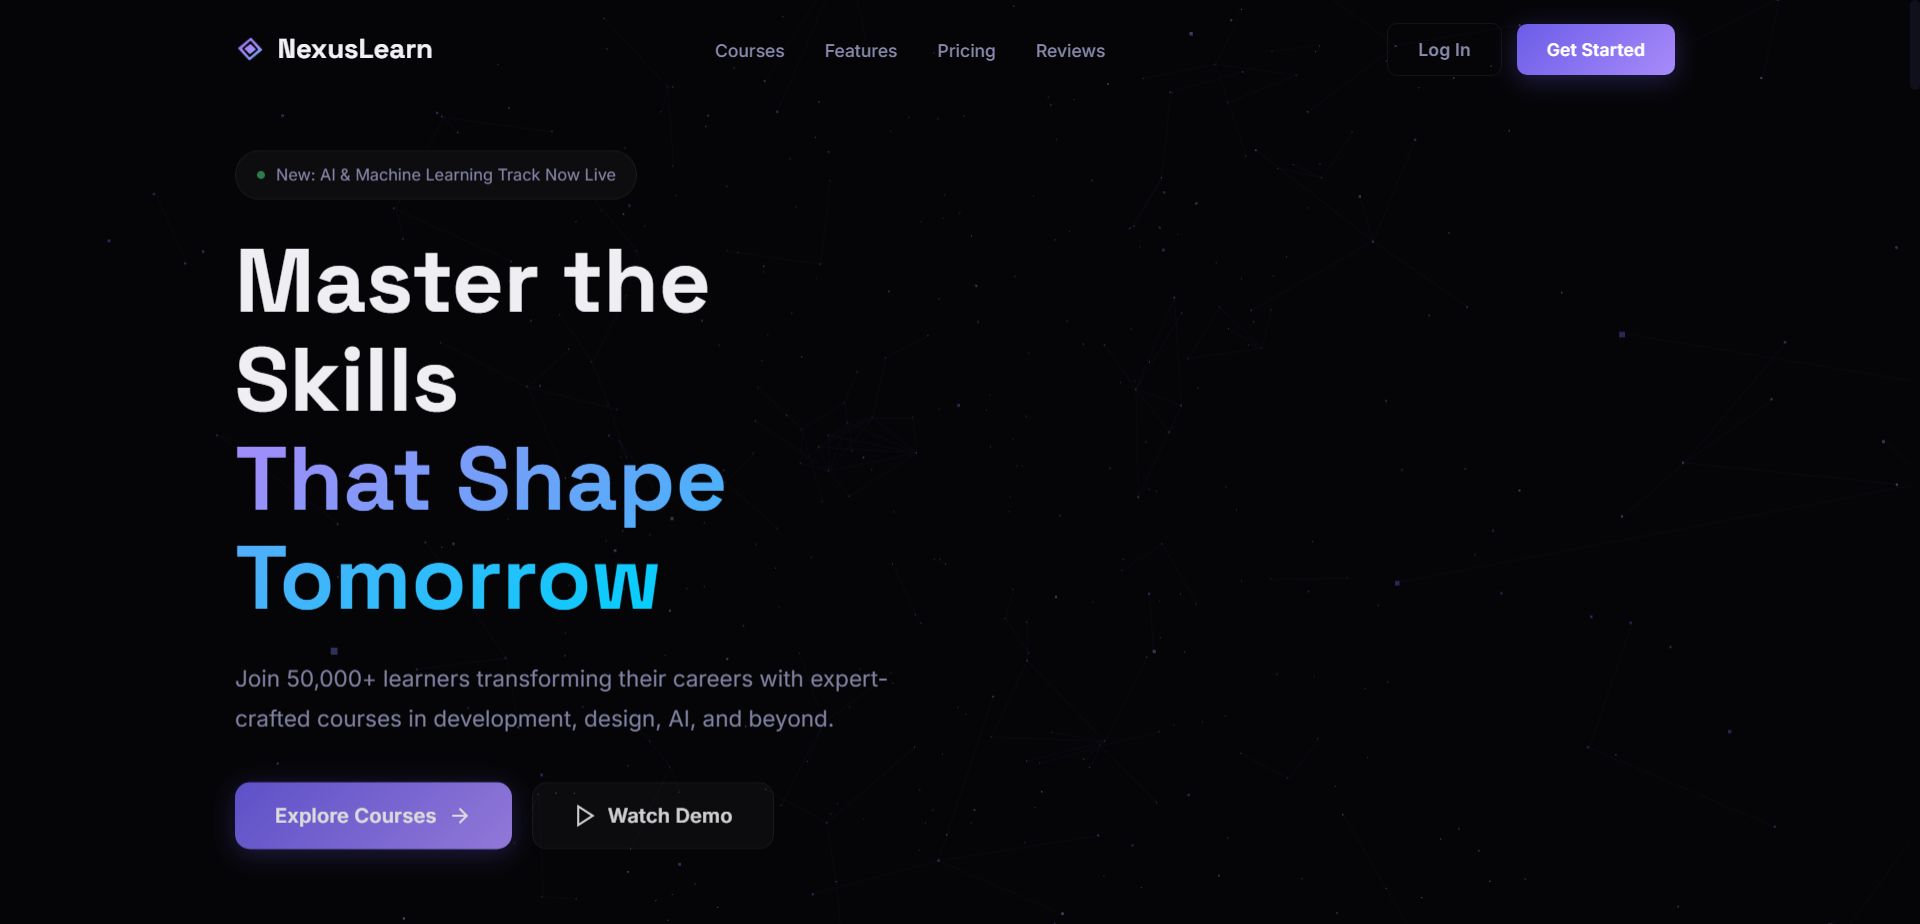 NexusLearn
Courses
Features
Pricing
Reviews
Log In
Get Started
New: AI & Machine Learning Track Now Live
Master the
Skills
That Shape
Tomorrow
Join 50,000+ learners transforming their careers with expert-
crafted courses in development, design, AI, and beyond.
Explore Courses →
Watch Demo